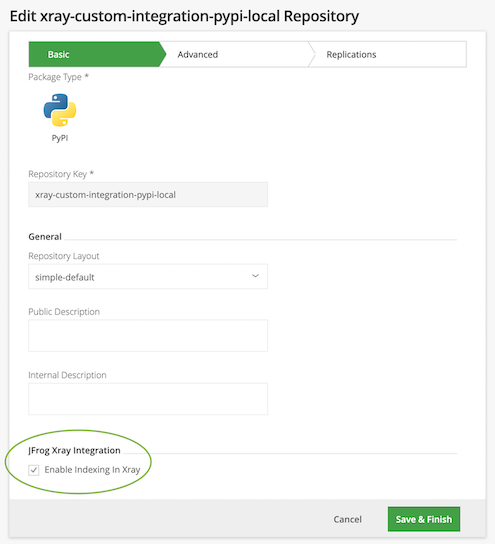 Edit xray-custom-integration-pypi-local Repository
Basic
Advanced
Replications
Package Type *
PyPI
Repository Key *
xray-custom-integration-pypi-local
General
Repository Layout
simple-default
Public Description
Internal Description
JFrog Xray Integration
Enable Indexing In Xray
Cancel
Save & Finish